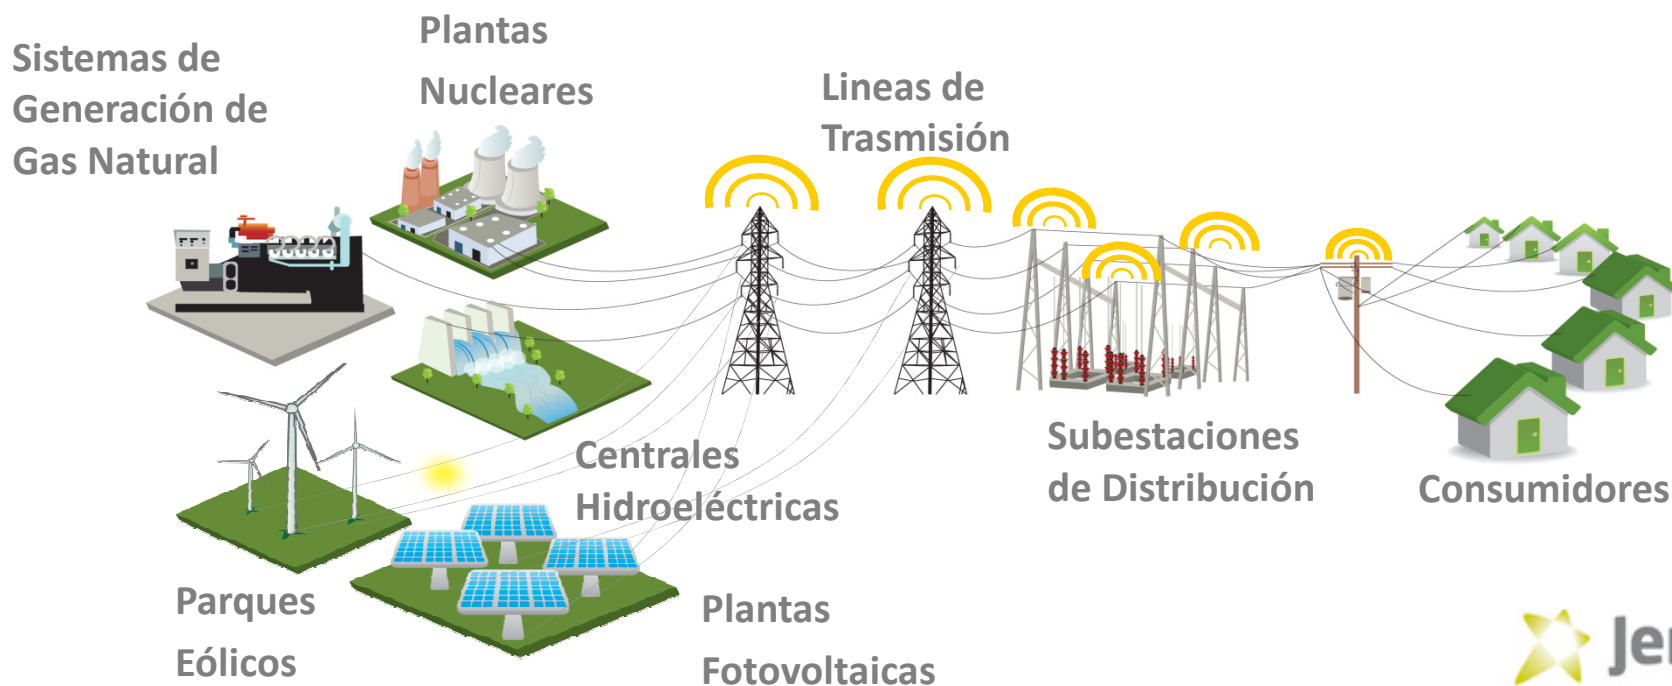 Sistemas de
Generación de
Gas Natural
Plantas
Nucleares
Lineas de
Trasmisión
Centrales
Hidroeléctricas
Subestaciones
de Distribución
Consumidores
Parques
Eólicos
Plantas
Fotovoltaicas